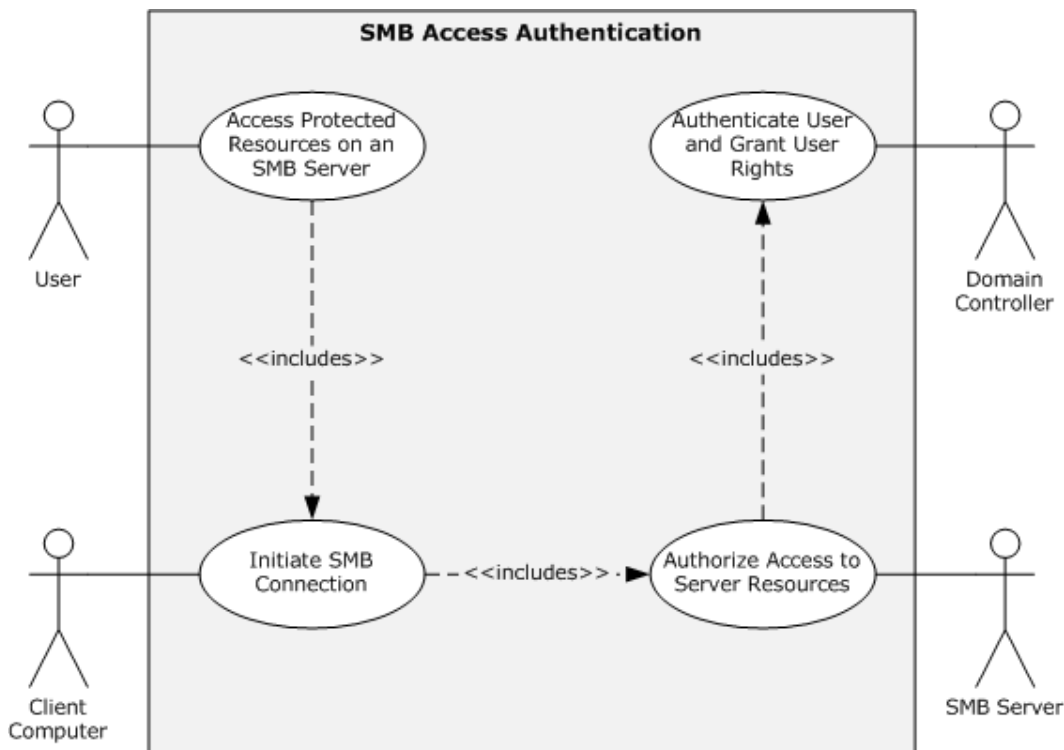 SMB Access Authentication
Access Protected
Resources on an
SMB Server
Authenticate User
and Grant User
Rights
User
Domain
Controller
<<includes>>
<<includes>>
Initiate SMB
Connection
<<includes>>
Authorize Access to
Server Resources
Client
Computer
SMB Server